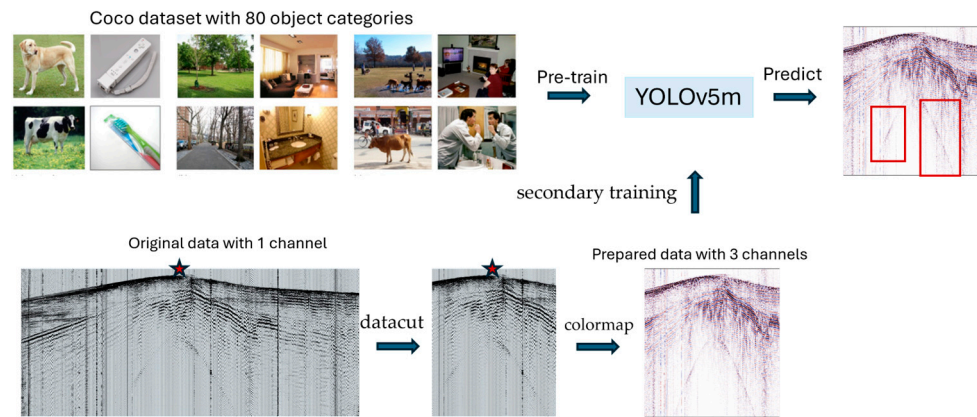 Coco dataset with 80 object categories
Pre-train
YOLOv5m
Predict
secondary training
Original data with 1 channel
Prepared data with 3 channels
datacut
colormap